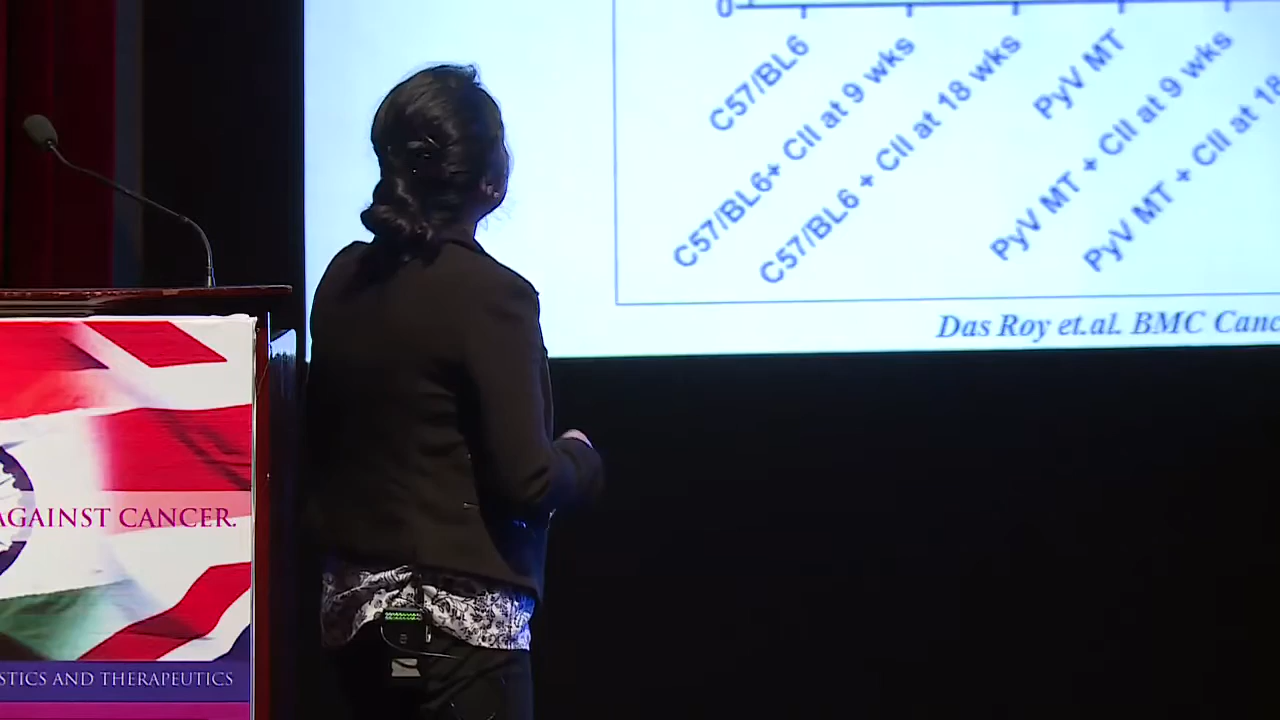 0
C57/BL6
C57/BL6+ CII at 9 wks
C57/BL6 + CII at 18 wks
PyV MT
PyV MT + CII at 9 wks
PyV MT + CII at 18
Das Roy et.al. BMC Canc
AGAINST CANCER.
STICS AND THERAPEUTICS